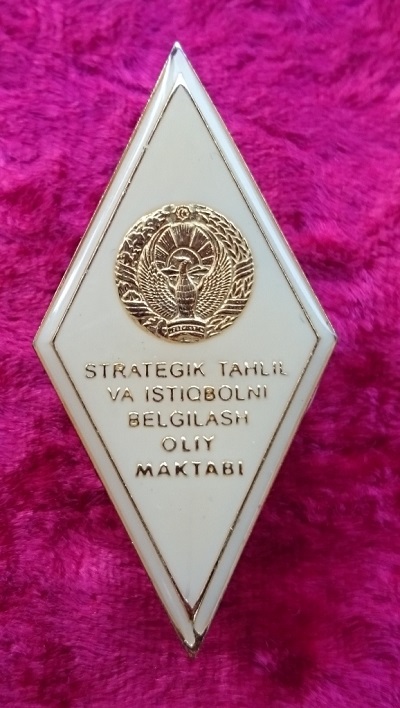 STRATEGIK TAHLIL
VA ISTIQBOLNI
BELGILASH
OLIY
MAKTABI